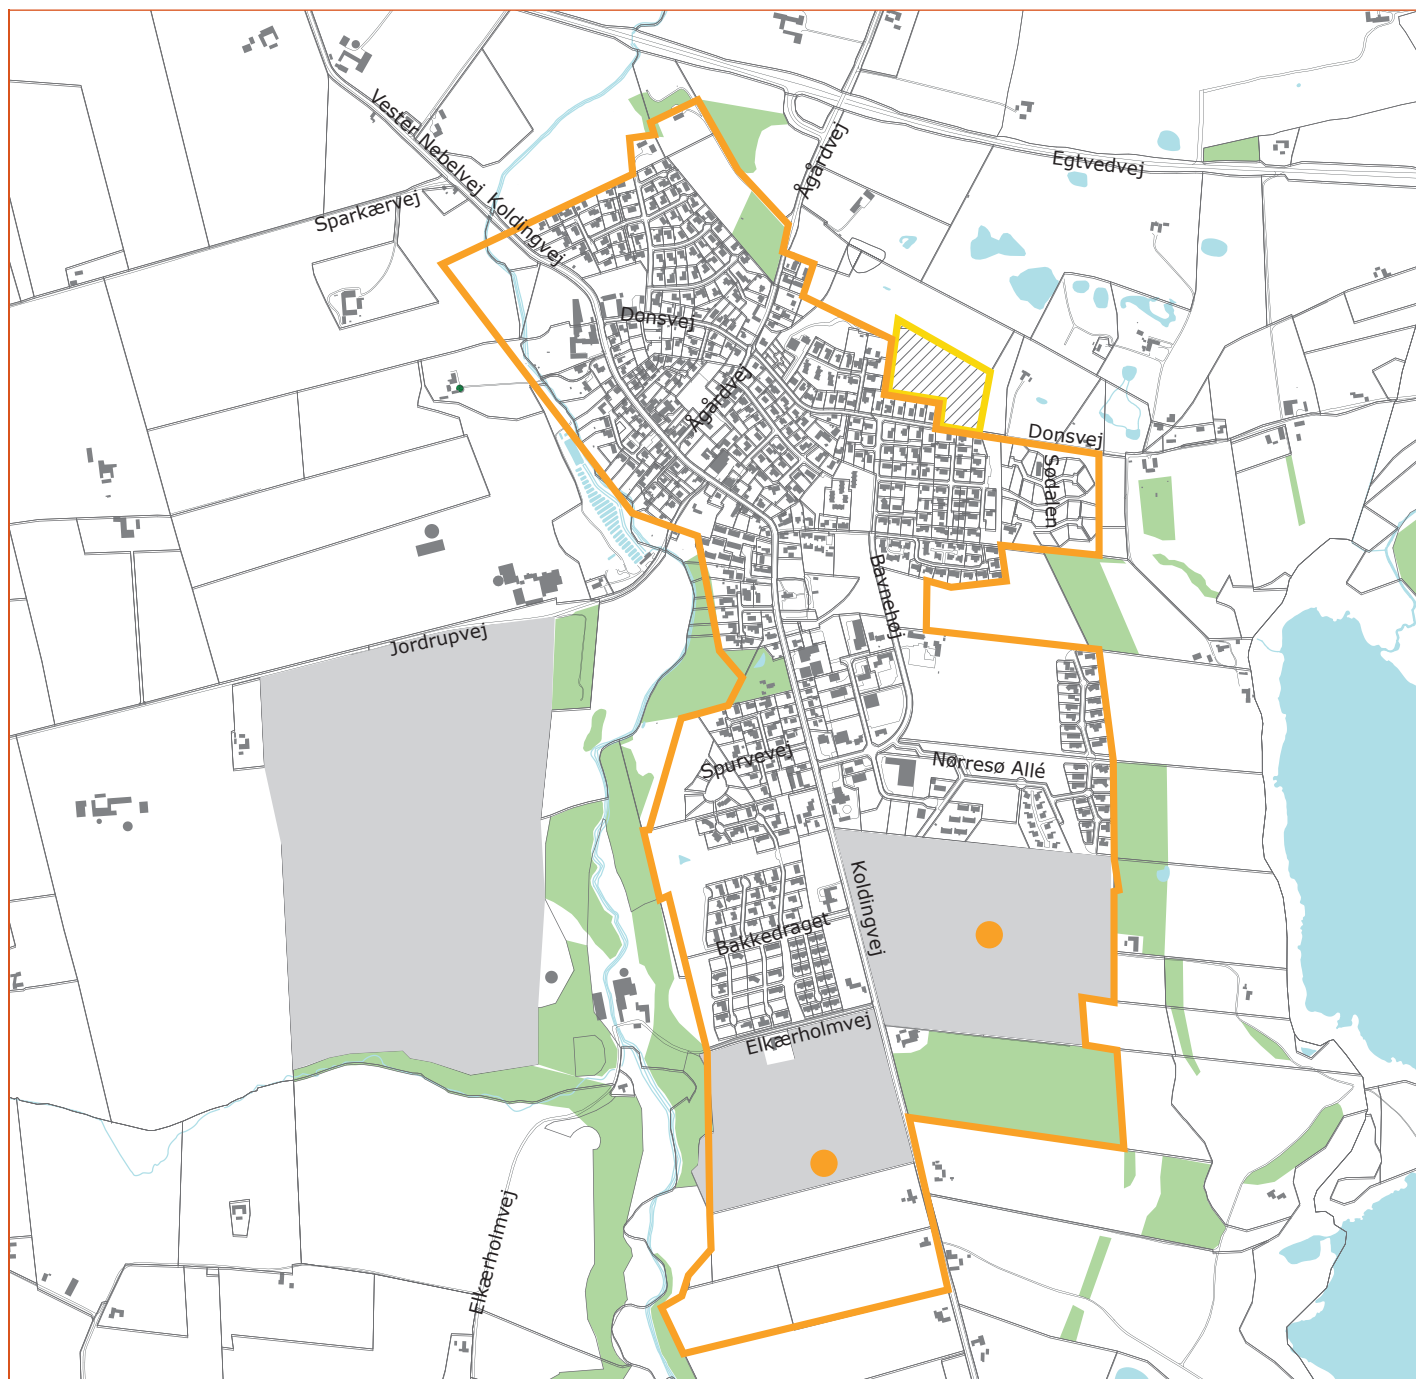 Vester Nebelvej
Ågårdvej
Egtvedvej
Sparkærvej
Koldingvej
Donsvej
Ågårdvej
Donsvej
Sødalen
Bavnehøj
Jordrupvej
Spurvevej
Nørresø Allé
Koldingvej
Bakkedraget
Elkærholmvej
Elkærholmvej